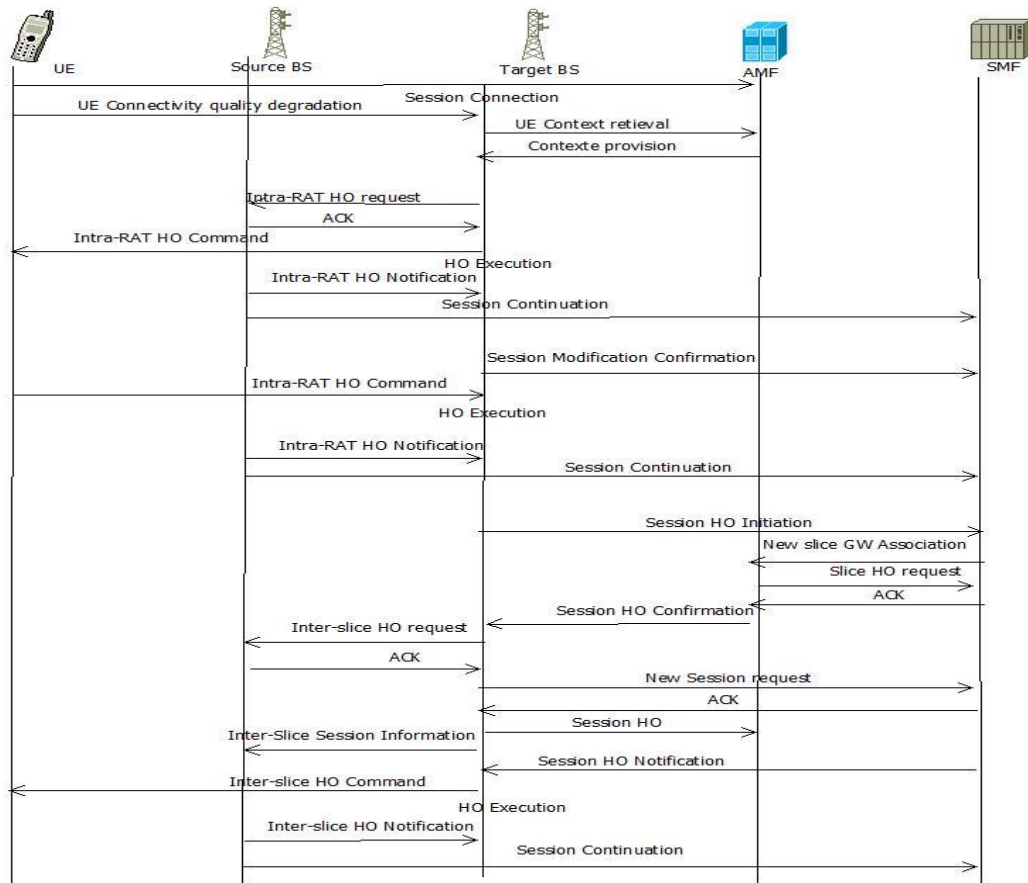 UE
Source BS
Target BS
AMF
SMF
Session Connection
UE Connectivity quality degradation
UE Context retieval
Contexte provision
Intra-RAT HO request
ACK
Intra-RAT HO Command
HO Execution
Intra-RAT HO Notification
Session Continuation
Session Modification Confirmation
Intra-RAT HO Command
HO Execution
Intra-RAT HO Notification
Session Continuation
Session HO Initiation
New slice GW Association
Slice HO request
ACK
Session HO Confirmation
Inter-slice HO request
ACK
New Session request
ACK
Session HO
Inter-Slice Session Information
Session HO Notification
Inter-slice HO Command
HO Execution
Inter-slice HO Notification
Session Continuation